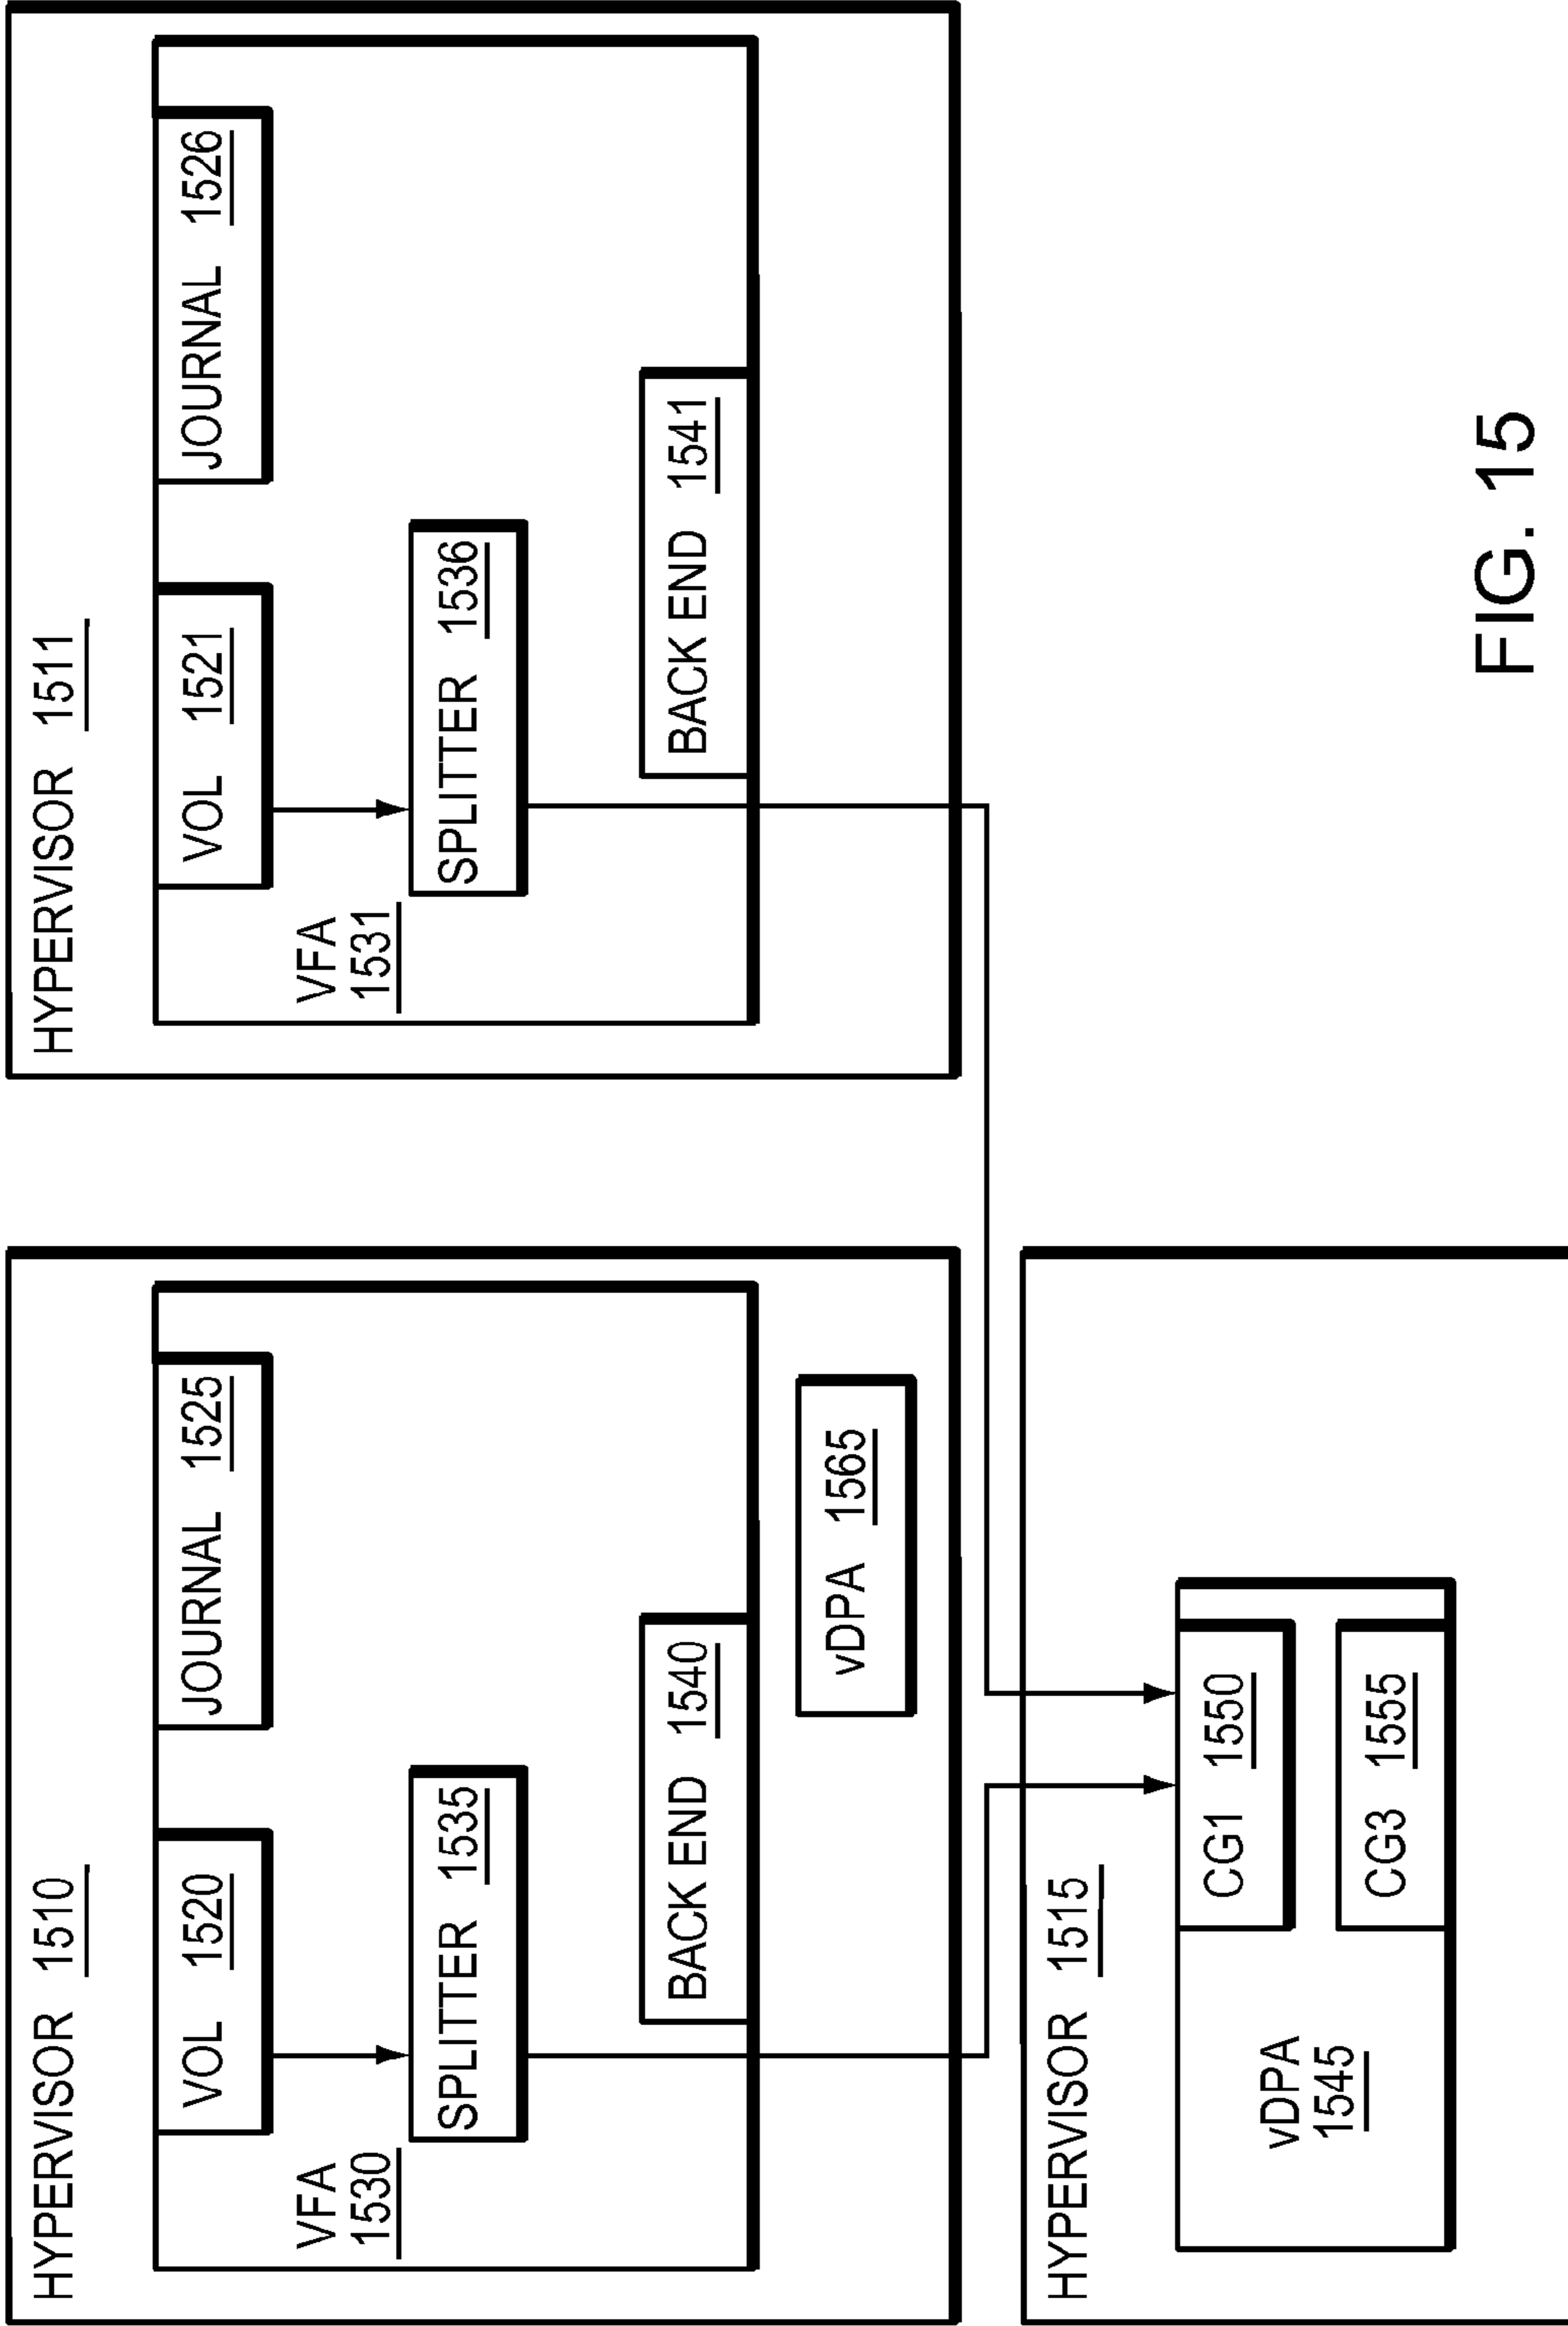 HYPERVISOR 1510
VOL 1520
JOURNAL 1525
VFA
1530
SPLITTER 1535
BACK END 1540
vDPA 1565
HYPERVISOR 1511
VOL 1521
JOURNAL 1526
VFA
1531
SPLITTER 1536
BACK END 1541
HYPERVISOR 1515
vDPA
1545
CG1 1550
CG3 1555
FIG. 15